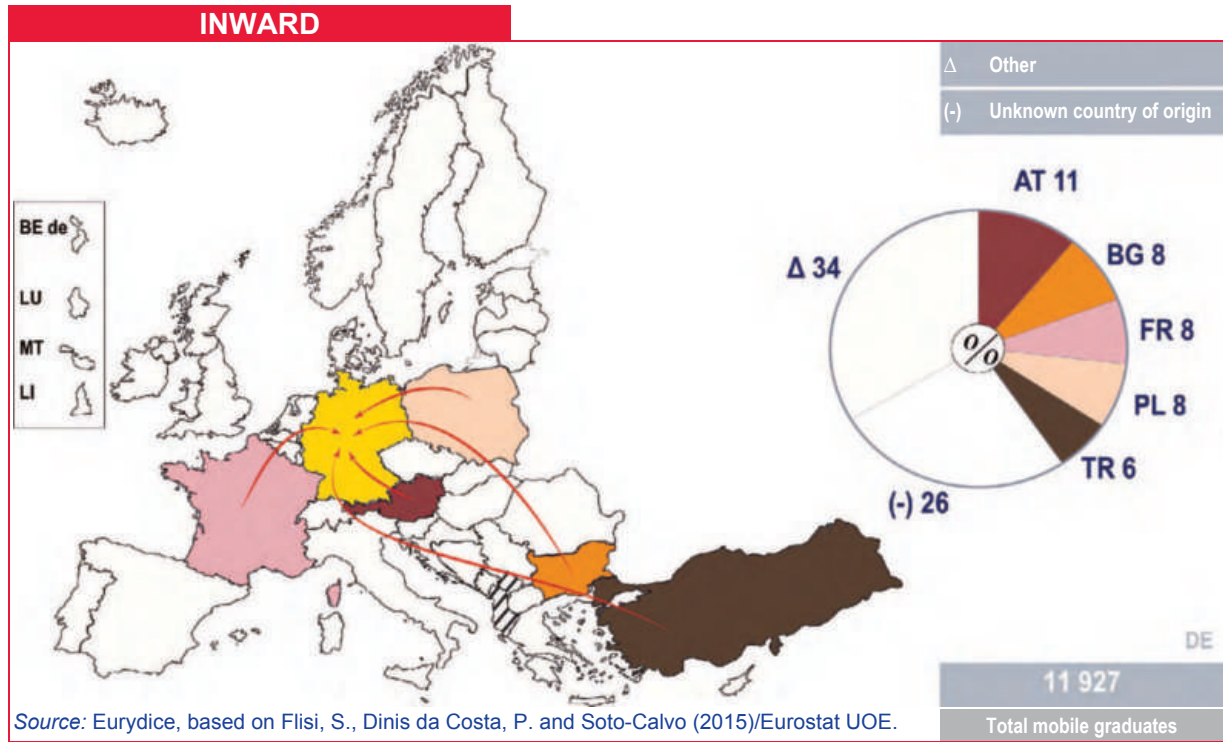 INWARD
Δ Other
(-) Unknown country of origin
BE de
LU
MT
LI
AT 11
BG 8
FR 8
PL 8
TR 6
(-) 26
Δ 34
%
DE
11 927
Total mobile graduates
Source: Eurydice, based on Flisi, S., Dinis da Costa, P. and Soto-Calvo (2015)/Eurostat UOE.